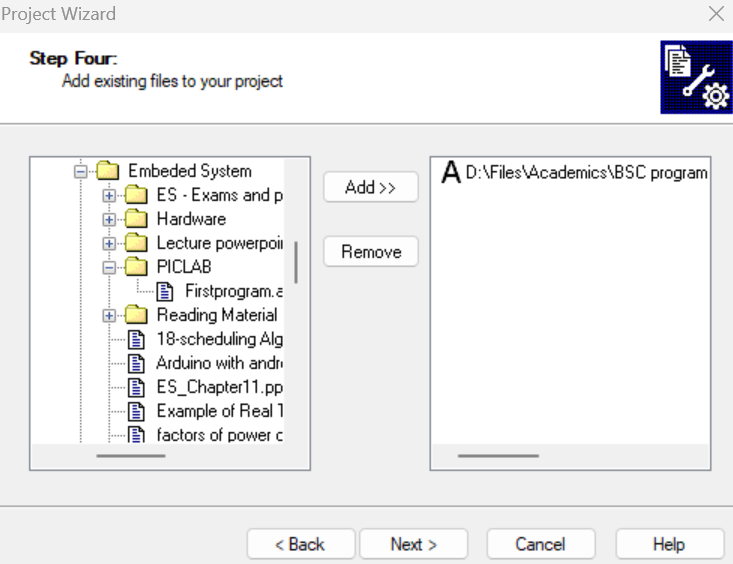 Project Wizard
Step Four:
Add existing files to your project
Embeded System
ES - Exams and p
Hardware
Lecture powerpoi
PICLAB
Firstprogram.a
Reading Material
18-scheduling Alg
Arduino with andr
ES_Chapter11.pp
Example of Real T
factors of power c
Add >>
Remove
A D:\Files\Academics\BSC program
< Back
Next >
Cancel
Help